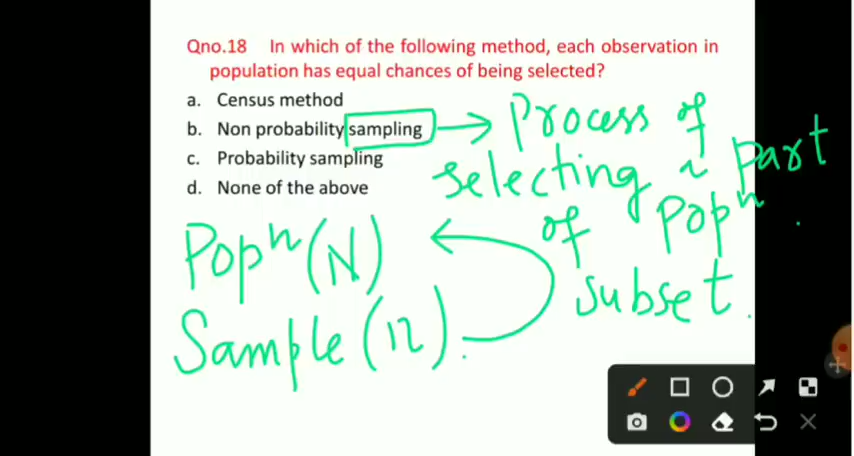 Qno.18 In which of the following method, each observation in
population has equal chances of being selected?
a. Census method
b. Non probability sampling → Process of
c. Probability sampling
selecting a part
d. None of the above
of Popⁿ.
Popⁿ (N)
subset.
Sample (n).